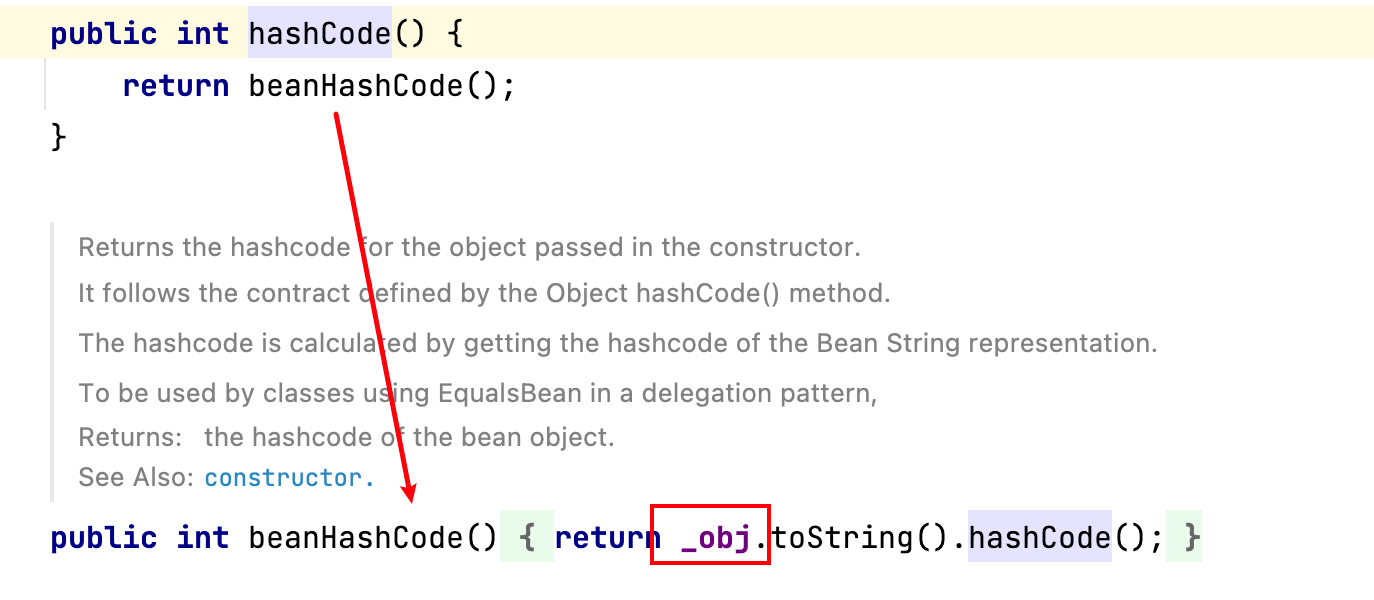 public int hashCode() {
return beanHashCode();
}
Returns the hashcode for the object passed in the constructor.
It follows the contract defined by the Object hashCode() method.
The hashcode is calculated by getting the hashcode of the Bean String representation.
To be used by classes using EqualsBean in a delegation pattern,
Returns: the hashcode of the bean object.
See Also: constructor.
public int beanHashCode() { return _obj.toString().hashCode(); }